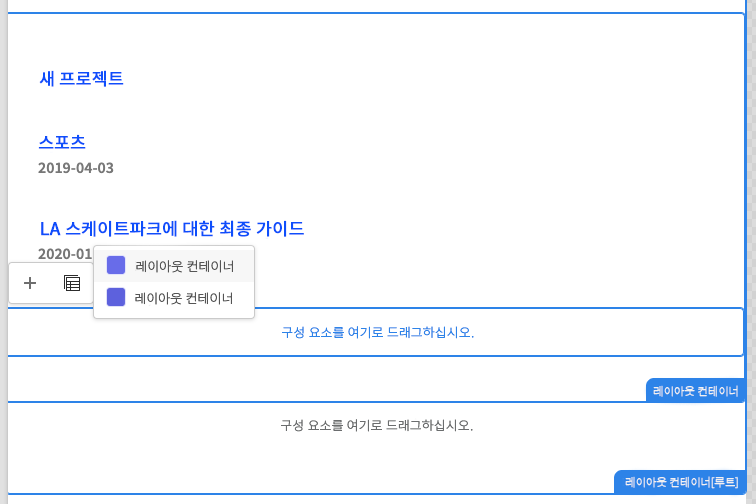 새 프로젝트
스포츠
2019-04-03
LA 스케이트파크에 대한 최종 가이드
2020-01
레이아웃 컨테이너
레이아웃 컨테이너
구성 요소를 여기로 드래그하십시오.
레이아웃 컨테이너
구성 요소를 여기로 드래그하십시오.
레이아웃 컨테이너[루트]